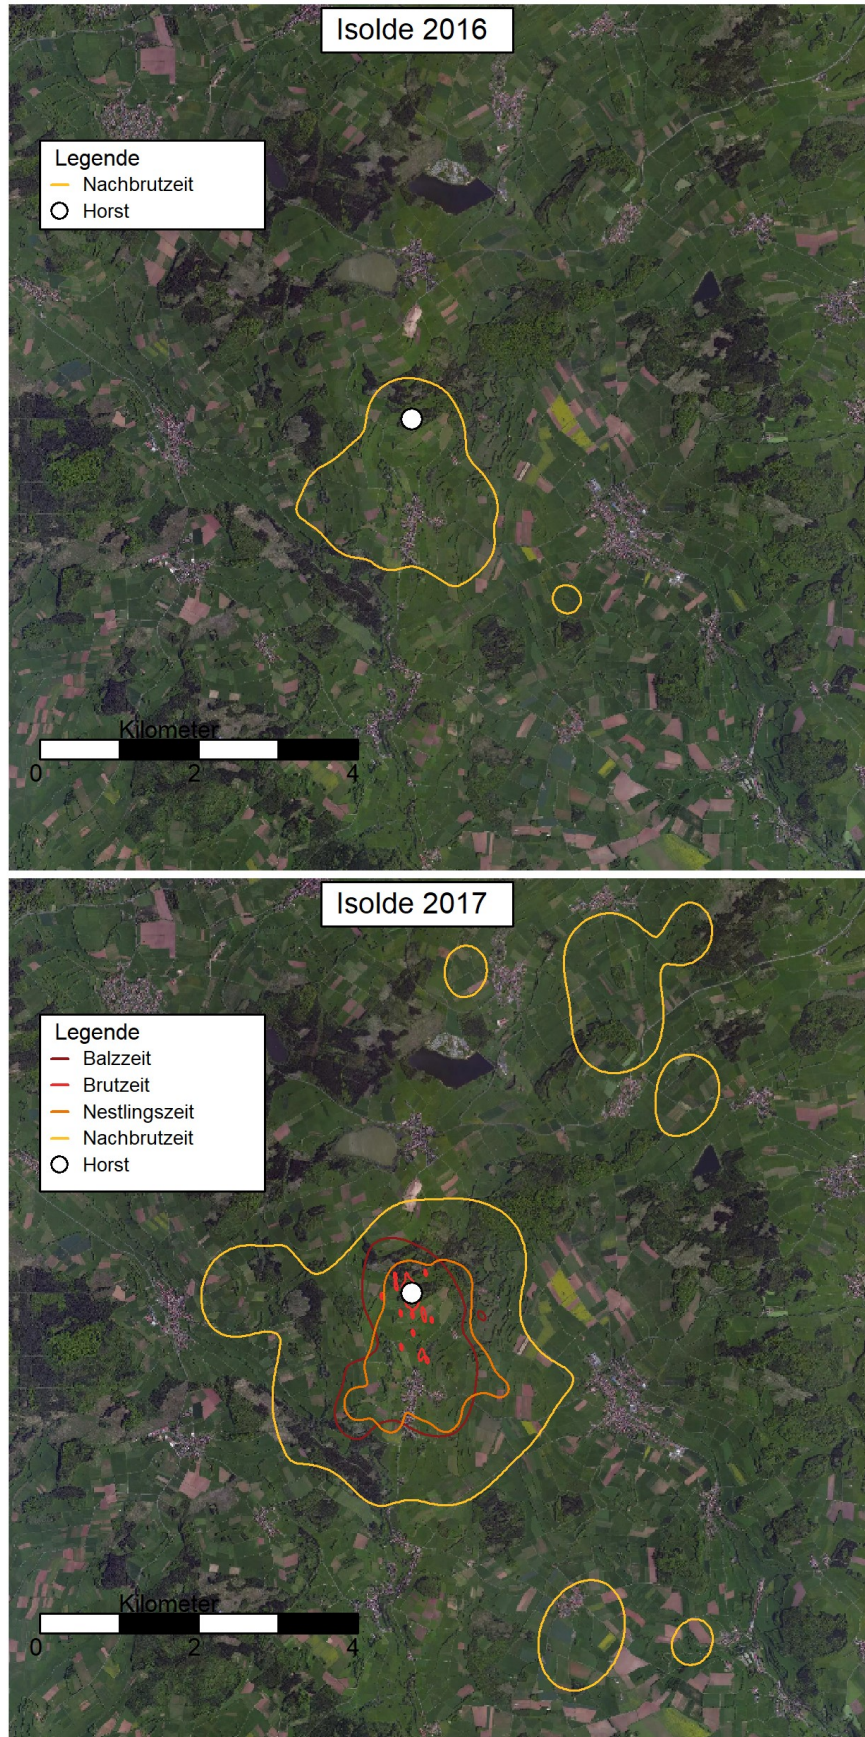 Isolde 2016
Legende
Nachbrutzeit
Horst
Kilometer
0 2 4
Isolde 2017
Legende
Balzzeit
Brutzeit
Nestlingszeit
Nachbrutzeit
Horst
Kilometer
0 2 4